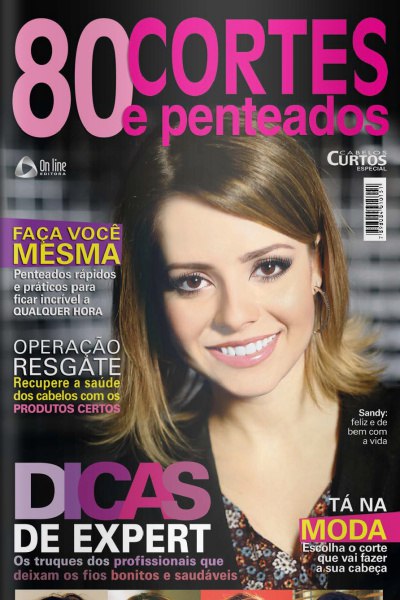 80 CORTES
e penteados
On line
EDITORA
CABELOS
CURTOS
ESPECIAL
FAÇA VOCÊ
MESMA
Penteados rápidos
e práticos para
ficar incrível a
QUALQUER HORA
OPERAÇÃO
RESGATE
Recupere a saúde
dos cabelos com os
PRODUTOS CERTOS
Sandy:
feliz e de
bem com
a vida
DICAS
DE EXPERT
Os truques dos profissionais que
deixam os fios bonitos e saudáveis
TÁ NA
MODA
Escolha o corte
que vai fazer
a sua cabeça